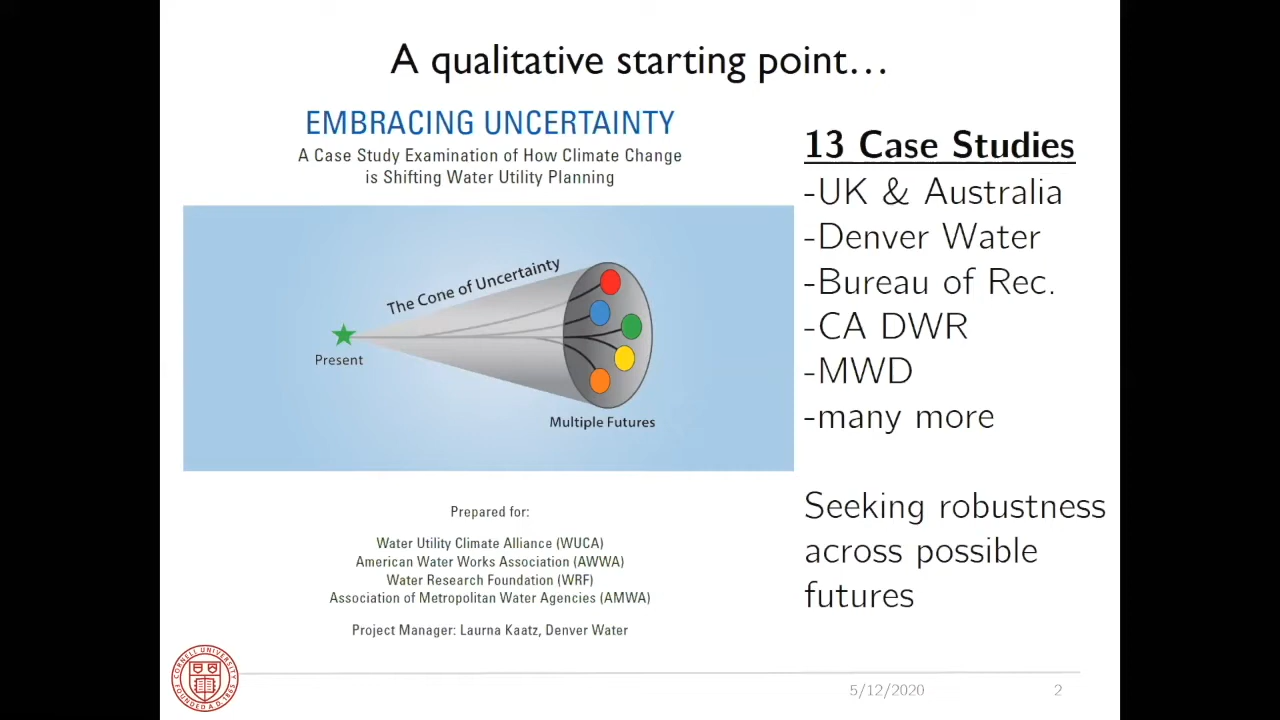 A qualitative starting point…
EMBRACING UNCERTAINTY
A Case Study Examination of How Climate Change
is Shifting Water Utility Planning
The Cone of Uncertainty
Present
Multiple Futures
Prepared for:
Water Utility Climate Alliance (WUCA)
American Water Works Association (AWWA)
Water Research Foundation (WRF)
Association of Metropolitan Water Agencies (AMWA)
Project Manager: Laurna Kaatz, Denver Water
13 Case Studies
-UK & Australia
-Denver Water
-Bureau of Rec.
-CA DWR
-MWD
-many more
Seeking robustness
across possible
futures
CORNELL UNIVERSITY
FOUNDED A.D. 1865
5/12/2020
2